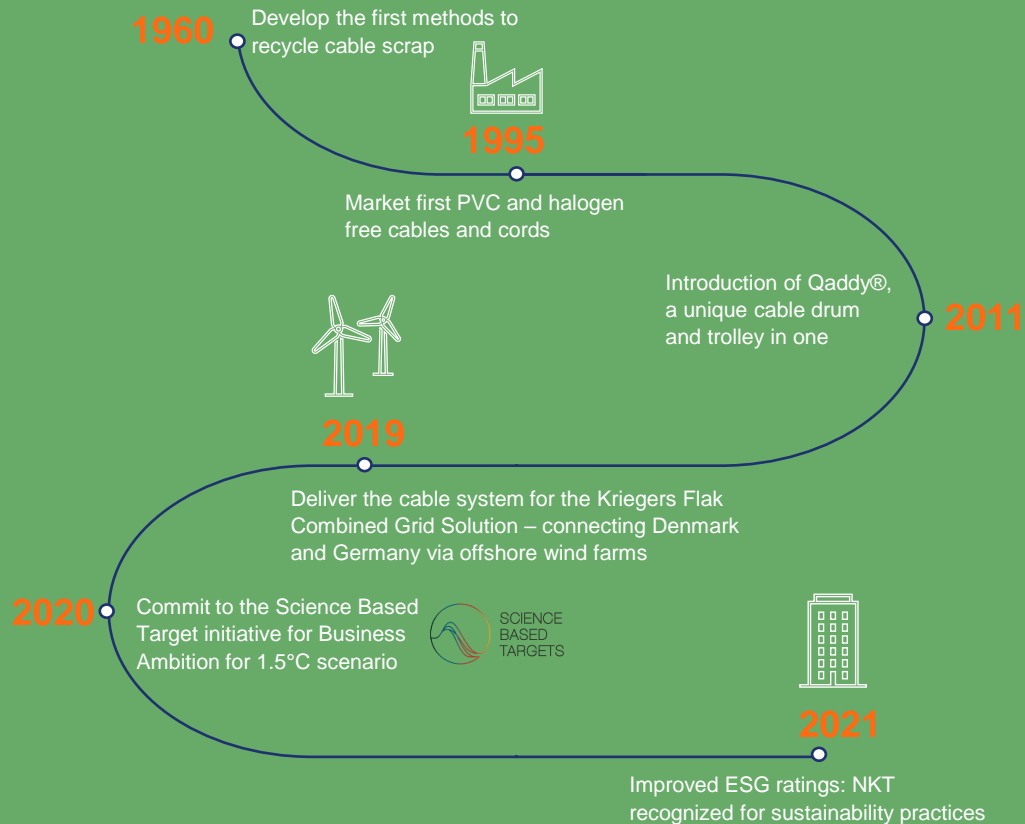 1960
Develop the first methods to
recycle cable scrap
1995
Market first PVC and halogen
free cables and cords
Introduction of Qaddy®,
a unique cable drum
and trolley in one
2011
2019
Deliver the cable system for the Kriegers Flak
Combined Grid Solution – connecting Denmark
and Germany via offshore wind farms
2020
Commit to the Science Based
Target initiative for Business
Ambition for 1.5°C scenario
SCIENCE
BASED
TARGETS
2021
Improved ESG ratings: NKT
recognized for sustainability practices